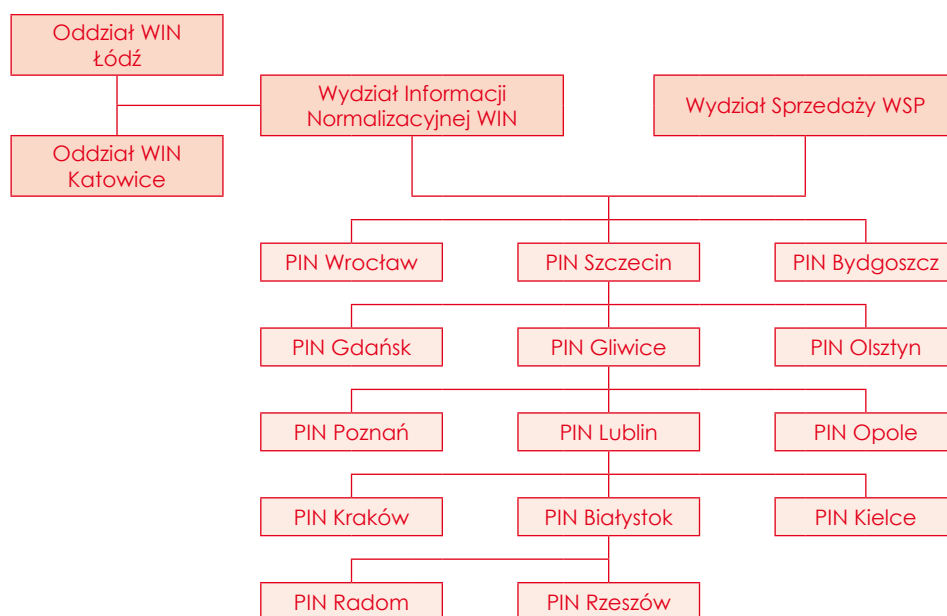 Oddział WIN
Łódź
Wydział Informacji
Normalizacyjnej WIN
Wydział Sprzedaży WSP
Oddział WIN
Katowice
PIN Wrocław
PIN Szczecin
PIN Bydgoszcz
PIN Gdańsk
PIN Gliwice
PIN Olsztyn
PIN Poznań
PIN Lublin
PIN Opole
PIN Kraków
PIN Białystok
PIN Kielce
PIN Radom
PIN Rzeszów